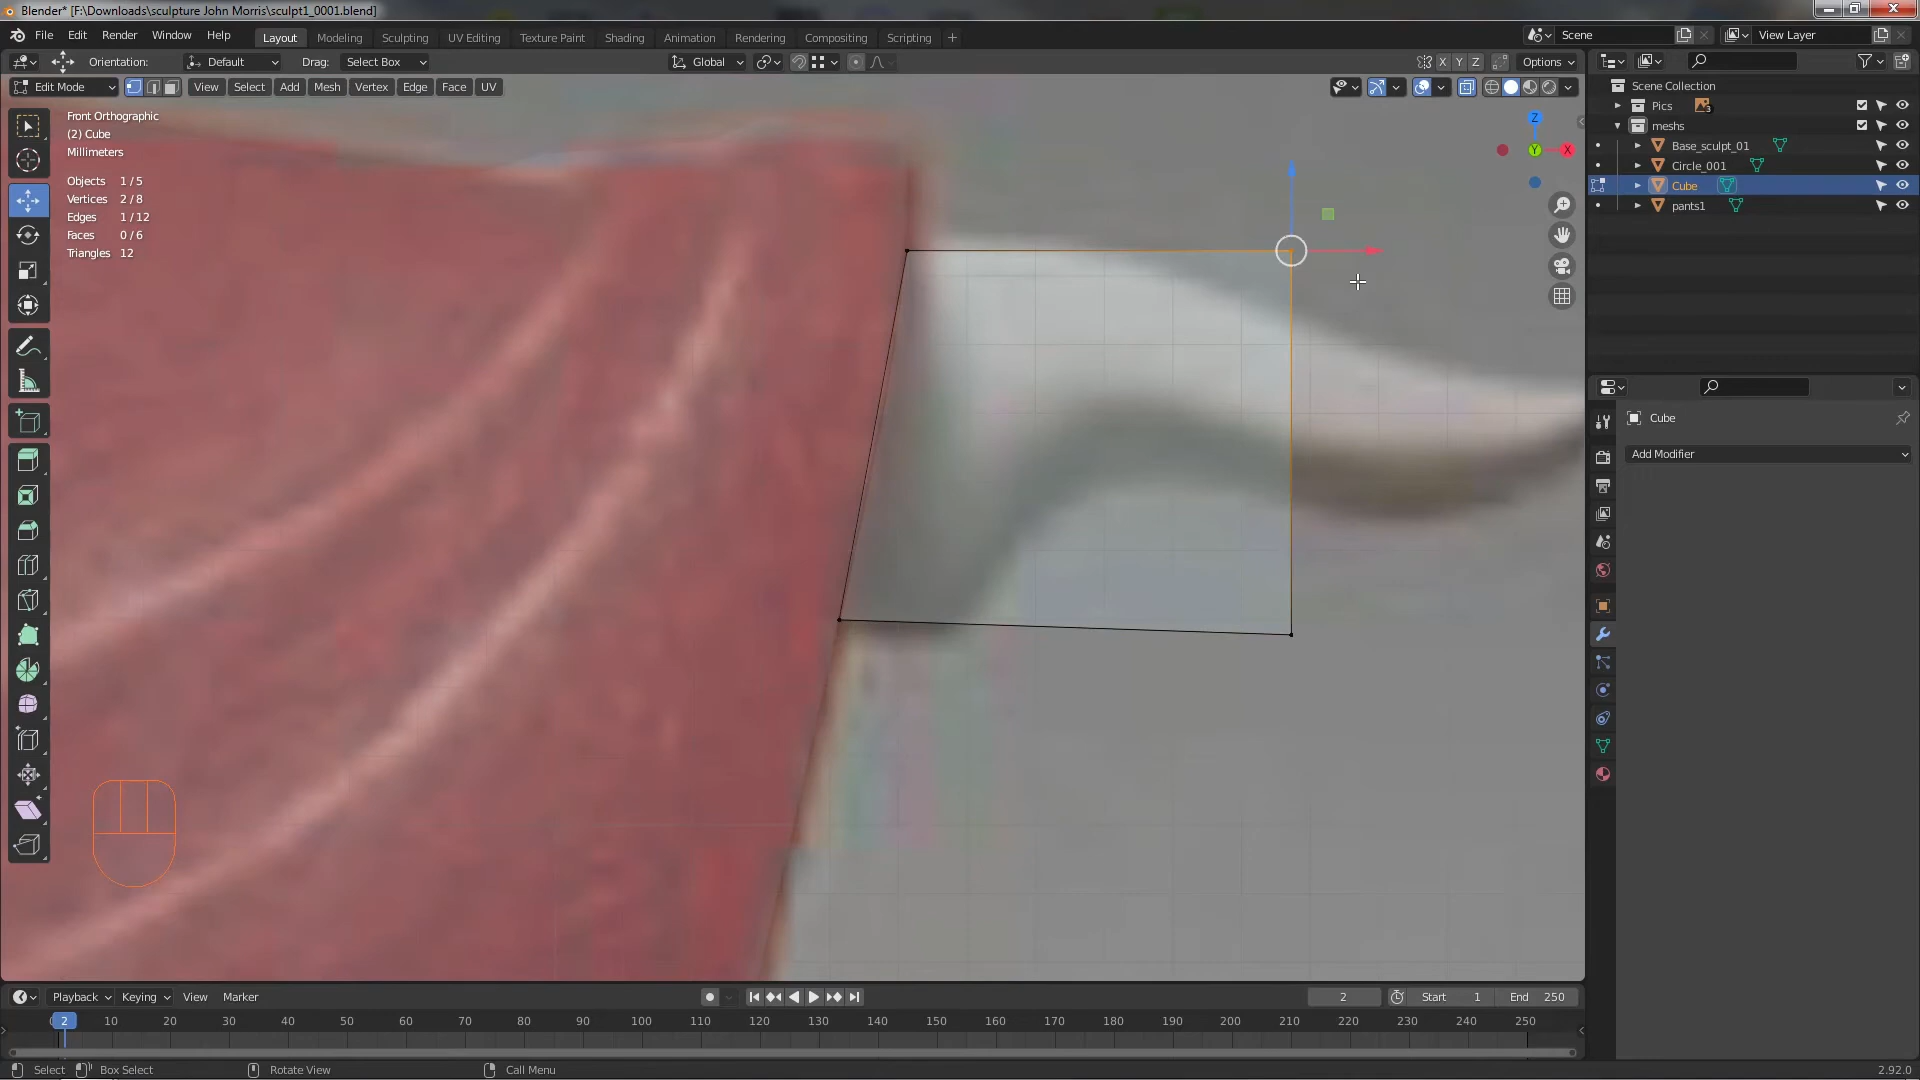 Blender* [F:\Downloads\sculpture John Morris\sculpt1_0001.blend]
File Edit Render Window Help Layout Modeling Sculpting UV Editing Texture Paint Shading Animation Rendering Compositing Scripting + Scene View Layer
Orientation: Default Drag: Select Box Global X Y Z Options
Edit Mode View Select Add Mesh Vertex Edge Face UV
Front Orthographic
(2) Cube
Millimeters
Objects 1 / 5
Vertices 2 / 8
Edges 1 / 12
Faces 0 / 6
Triangles 12
Z
Y
X
Scene Collection
Pics 3
meshs
Base_sculpt_01
Circle_001
Cube
pants1
Cube
Add Modifier
Playback Keying View Marker 2 Start 1 End 250
2 10 20 30 40 50 60 70 80 90 100 110 120 130 140 150 160 170 180 190 200 210 220 230 240 250
Select Box Select Rotate View Call Menu 2.92.0